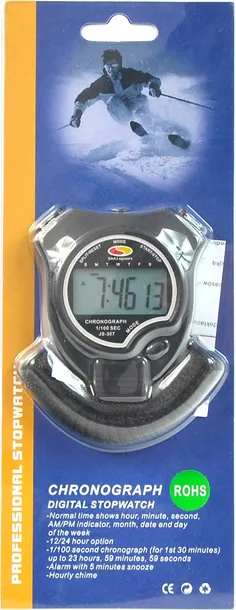 SPLIT/RESET
MODE
START/STOP
SMJ sport
S M T W T F S
A
7:46 13
CHRONOGRAPH
1/100 SEC
JS-307
MODE
PROFESSIONAL STOPWATCH
CHRONOGRAPH
ROHS
DIGITAL STOPWATCH
-Normal time shows hour, minute, second,
AM/PM indicator, month, date and day
of the week
-12/24 hour option
-1/100 second chronograph (for 1st 30 minutes)
up to 23 hours, 59 minutes, 59 seconds
-Alarm with 5 minutes snooze
-Hourly chime
CE